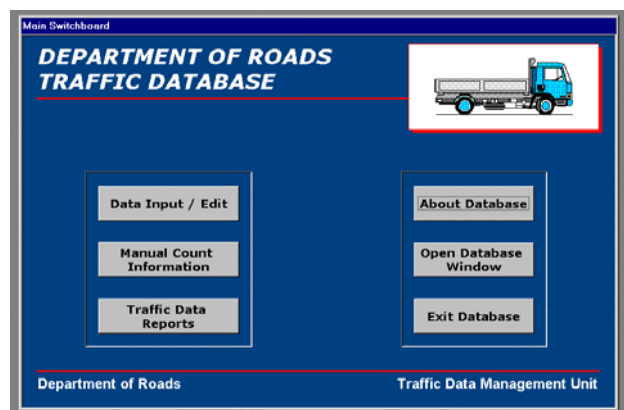 Main Switchboard
DEPARTMENT OF ROADS
TRAFFIC DATABASE
Data Input / Edit
Manual Count
Information
Traffic Data
Reports
About Database
Open Database
Window
Exit Database
Department of Roads
Traffic Data Management Unit